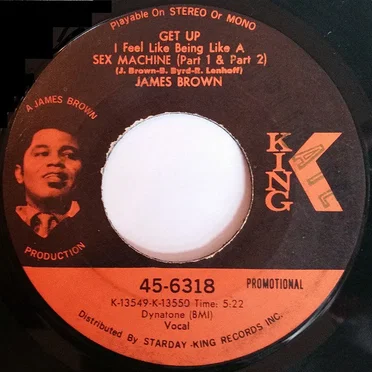 Playable on STEREO Or MONO
GET UP
I Feel Like Being Like A
SEX MACHINE (Part 1 & Part 2)
(J. Brown-B. Byrd-R. Lenhoff)
JAMES BROWN
A JAMES BROWN
PRODUCTION
KING
45-6318
PROMOTIONAL
K-13549-K-13550 Time: 5:22
Dynatone (BMI)
Vocal
Distributed By STARDAY-KING RECORDS INC.